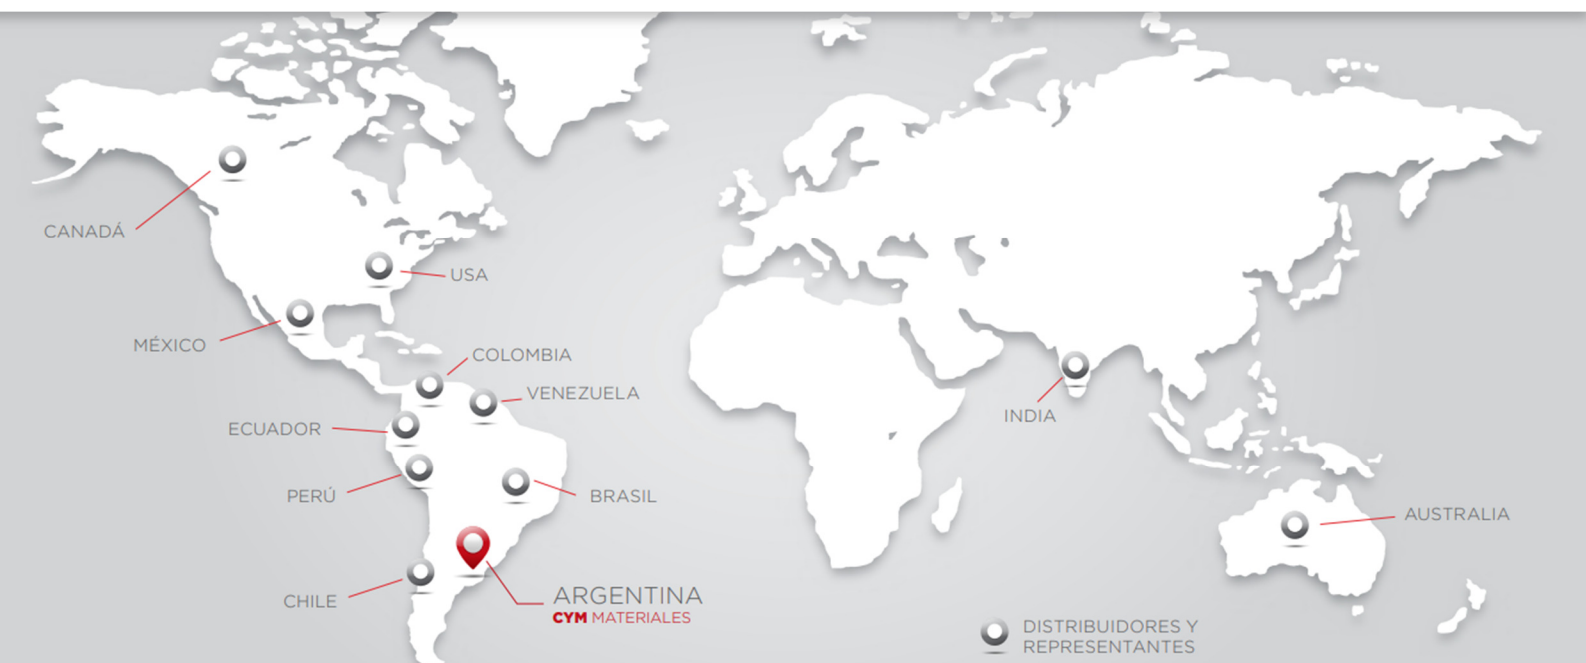 CANADÁ
USA
MÉXICO
COLOMBIA
VENEZUELA
ECUADOR
INDIA
PERÚ
BRASIL
AUSTRALIA
CHILE
ARGENTINA
CYM MATERIALES
DISTRIBUIDORES Y
REPRESENTANTES